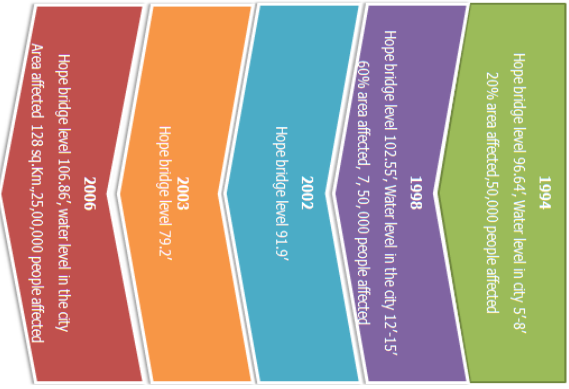 1994
Hope bridge level 96.64’, Water level in city 5’-8’
20% area affected,50,000 people affected
1998
Hope bridge level 102.55’, Water level in the city 12’-15’
60% area affected, 7, 50, 000 people affected
2002
Hope bridge level 91.9’
2003
Hope bridge level 79.2’
2006
Hope bridge level 106.86’, water level in the city
Area affected 128 sq.Km.,25,00,000 people affected